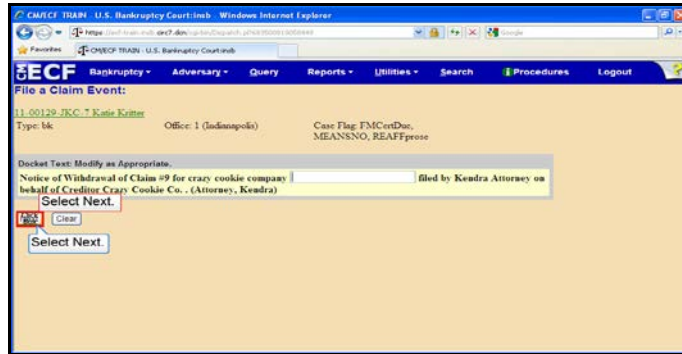 CM/ECF TRAIN - U.S. Bankruptcy Court:insb - Windows Internet Explorer
Google
Favorites CM/ECF TRAIN - U.S. Bankruptcy Court:insb
ECF Bankruptcy Adversary Query Reports Utilities Search Procedures Logout
File a Claim Event:
11-00129-JKC-7 Katie Kritter
Type: bk Office: 1 (Indianapolis) Case Flag: FMCertDue, MEANSNO, REAFFprose
Docket Text: Modify as Appropriate.
Notice of Withdrawal of Claim #9 for crazy cookie company filed by Kendra Attorney on
behalf of Creditor Crazy Cookie Co. . (Attorney, Kendra)
Select Next.
Clear
Select Next.